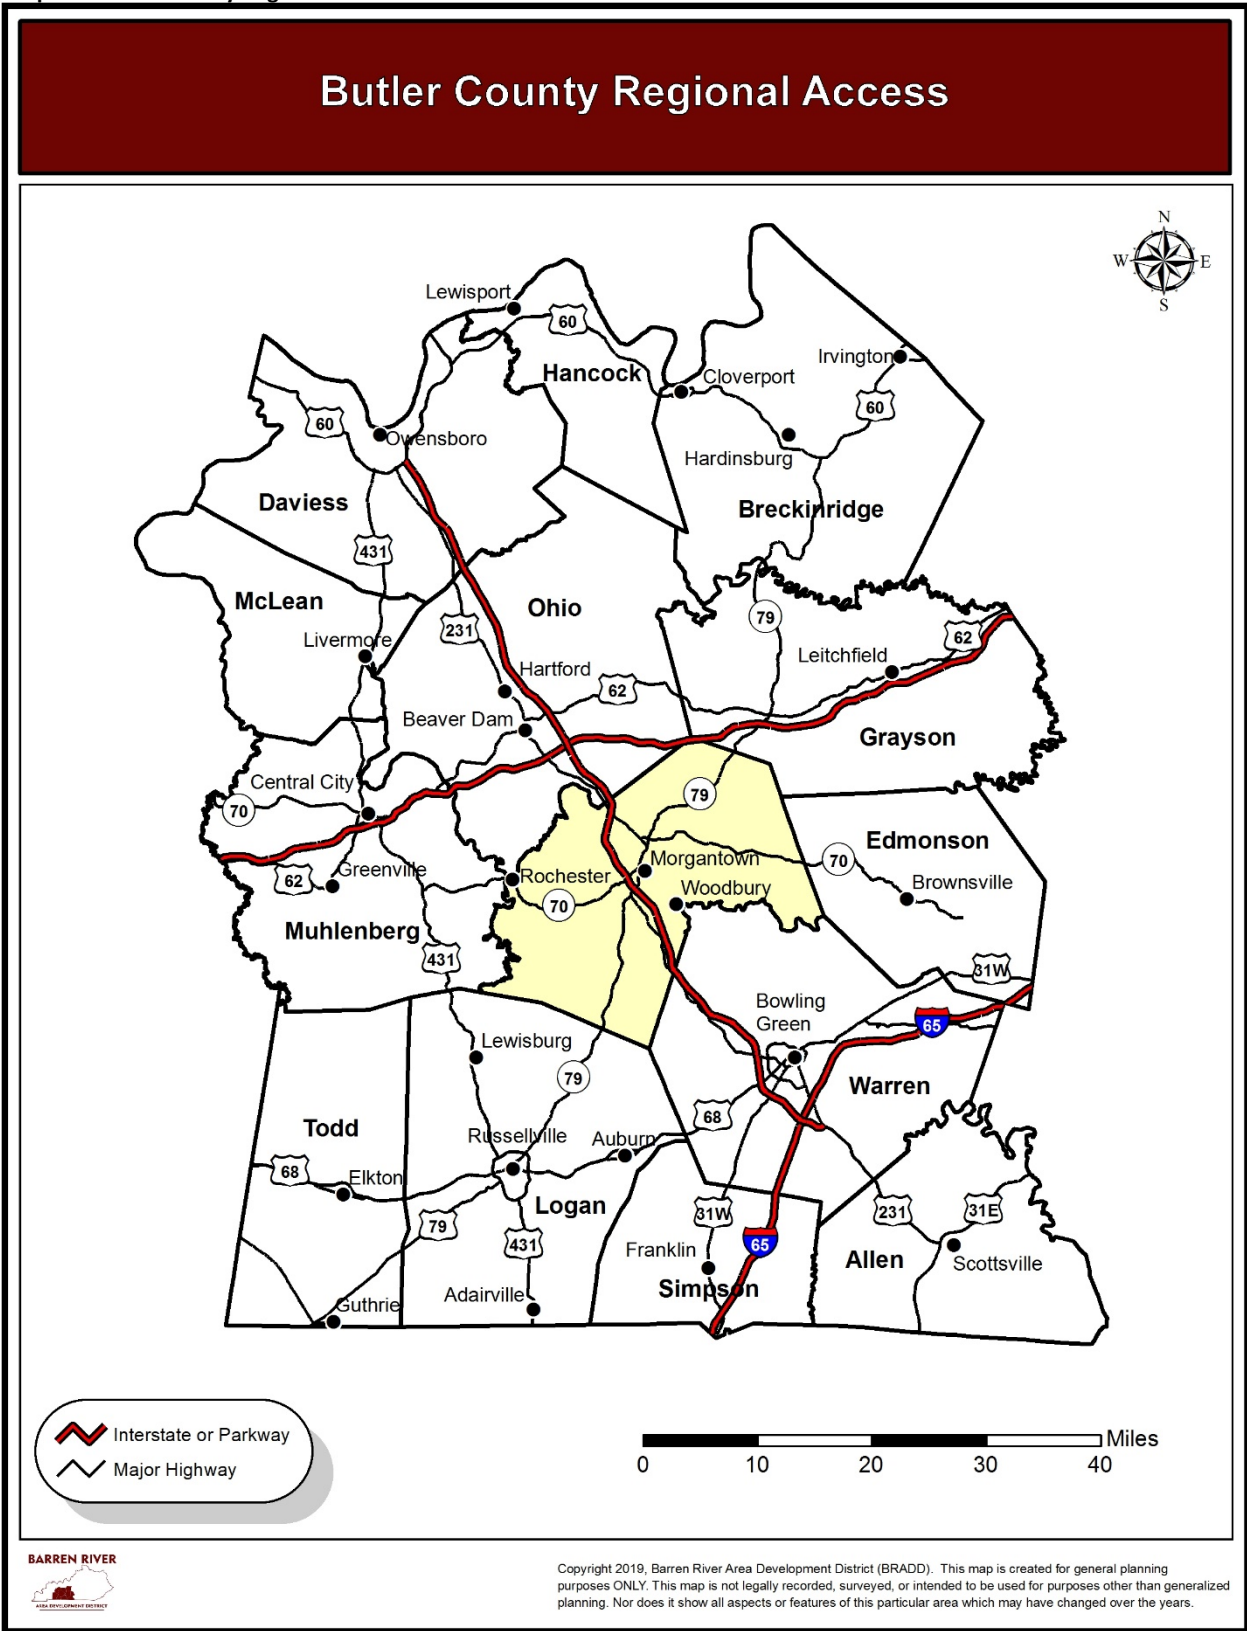 Butler County Regional Access
N
W E
S
Lewisport
60
Hancock
Irvington
Cloverport
60
60
Owensboro
Hardinsburg
Daviess
Breckinridge
431
McLean
Ohio
79
231
62
Livermore
Leitchfield
Hartford
62
Beaver Dam
Grayson
Central City
79
70
Edmonson
Morgantown
70
Greenville
62
Rochester
Woodbury
Brownsville
70
Muhlenberg
431
31W
Bowling
Green
65
Lewisburg
79
Warren
68
Todd
Russellville
Auburn
68
Elkton
Logan
79
31W
231
31E
431
65
Franklin
Allen
Scottsville
Simpson
Adairville
Guthrie
Interstate or Parkway
Major Highway
Miles
0 10 20 30 40
BARREN RIVER
AREA DEVELOPMENT DISTRICT
Copyright 2019, Barren River Area Development District (BRADD). This map is created for general planning
purposes ONLY. This map is not legally recorded, surveyed, or intended to be used for purposes other than generalized
planning. Nor does it show all aspects or features of this particular area which may have changed over the years.